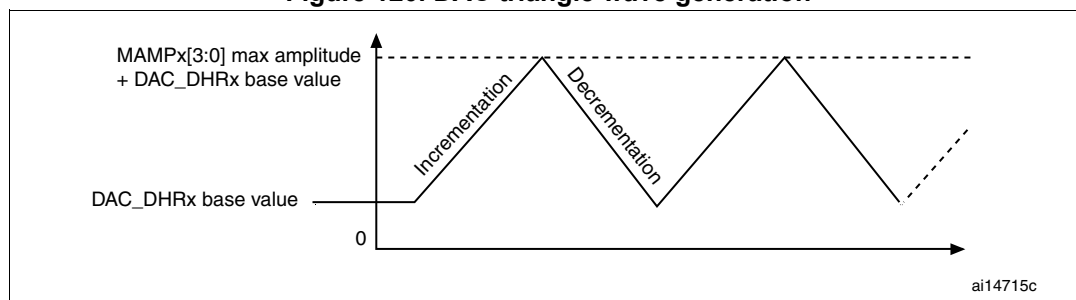 MAMPx[3:0] max amplitude
+ DAC_DHRx base value
Incrementation
Decrementation
DAC_DHRx base value
0
ai14715c